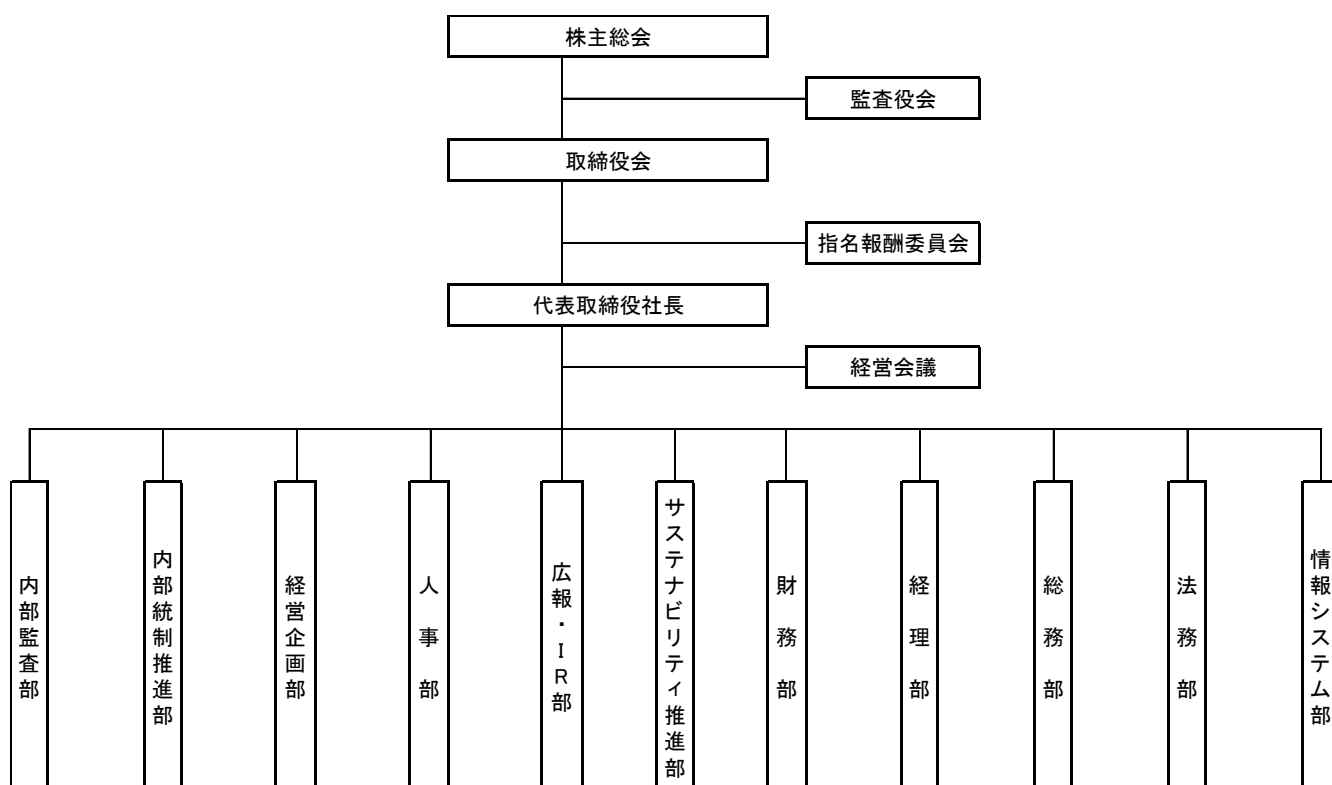 株主総会
監査役会
取締役会
指名報酬委員会
代表取締役社長
経営会議
内部監査部
内部統制推進部
経営企画部
人事部
広報・IR部
サステナビリティ推進部
財務部
経理部
総務部
法務部
情報システム部